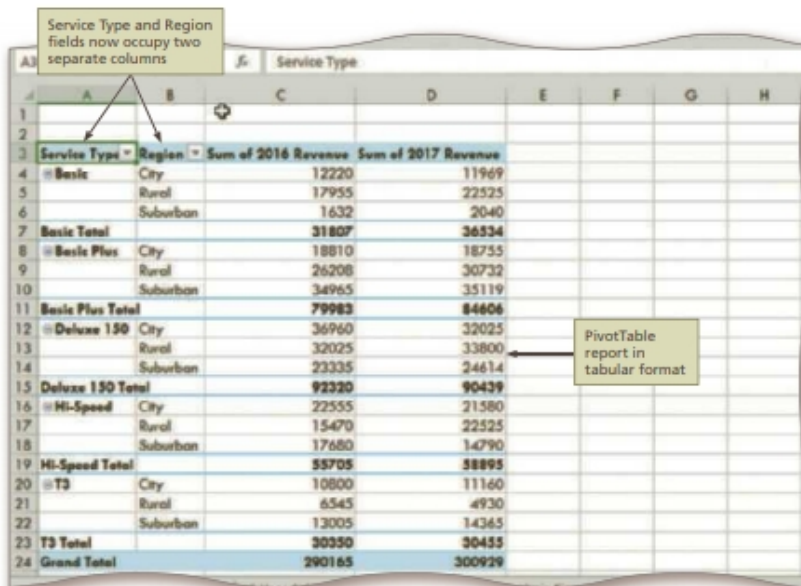 Service Type and Region
fields now occupy two
separate columns
A3 fx Service Type
A B C D E F G H
1
2
3 Service Type Region Sum of 2016 Revenue Sum of 2017 Revenue
4 Basic City 12220 11969
5 Rural 17955 22525
6 Suburban 1632 2040
7 Basic Total 31807 36534
8 Basic Plus City 18810 18755
9 Rural 26208 30732
10 Suburban 34965 35119
11 Basic Plus Total 79983 84606
12 Deluxe 150 City 36960 32025
13 Rural 32025 33800
14 Suburban 23335 24614
15 Deluxe 150 Total 92320 90439
16 Hi-Speed City 22555 21580
17 Rural 15470 22525
18 Suburban 17680 14790
19 Hi-Speed Total 55705 58895
20 T3 City 10800 11160
21 Rural 6545 4930
22 Suburban 13005 14365
23 T3 Total 30350 30455
24 Grand Total 290165 300929
PivotTable
report in
tabular format